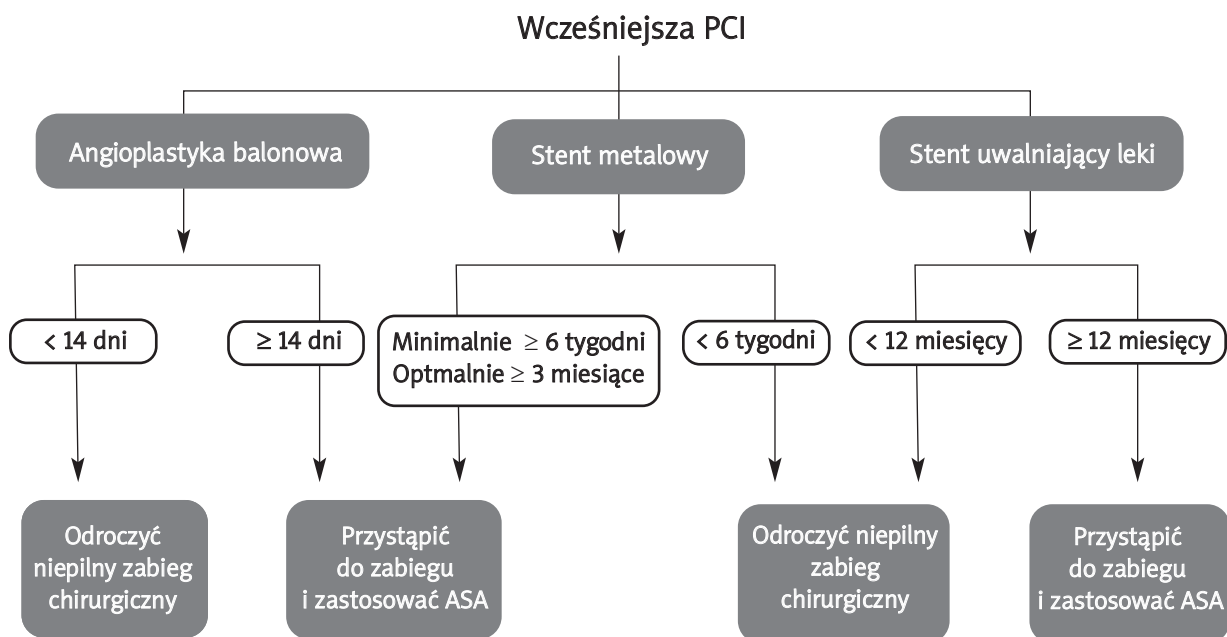 Wcześniejsza PCI
Angioplastyka balonowa
Stent metalowy
Stent uwalniający leki
< 14 dni
≥ 14 dni
Minimalnie ≥ 6 tygodni
Optmalnie ≥ 3 miesiące
< 6 tygodni
< 12 miesięcy
≥ 12 miesięcy
Odroczyć
niepilny zabieg
chirurgiczny
Przystąpić
do zabiegu
i zastosować ASA
Odroczyć niepilny
zabieg
chirurgiczny
Przystąpić
do zabiegu
i zastosować ASA